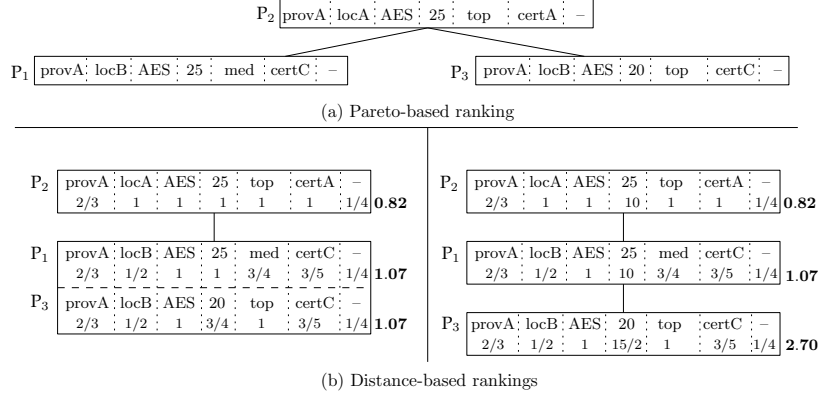 P2 provA locA AES 25 top certA –
P1 provA locB AES 25 med certC –
P3 provA locB AES 20 top certC –
(a) Pareto-based ranking
P2 provA locA AES 25 top certA –
2/3 1 1 1 1 1 1/4 0.82
P1 provA locB AES 25 med certC –
2/3 1/2 1 1 3/4 3/5 1/4 1.07
P3 provA locB AES 20 top certC –
2/3 1/2 1 3/4 1 3/5 1/4 1.07
P2 provA locA AES 25 top certA –
2/3 1 1 10 1 1 1/4 0.82
P1 provA locB AES 25 med certC –
2/3 1/2 1 10 3/4 3/5 1/4 1.07
P3 provA locB AES 20 top certC –
2/3 1/2 1 15/2 1 3/5 1/4 2.70
(b) Distance-based rankings